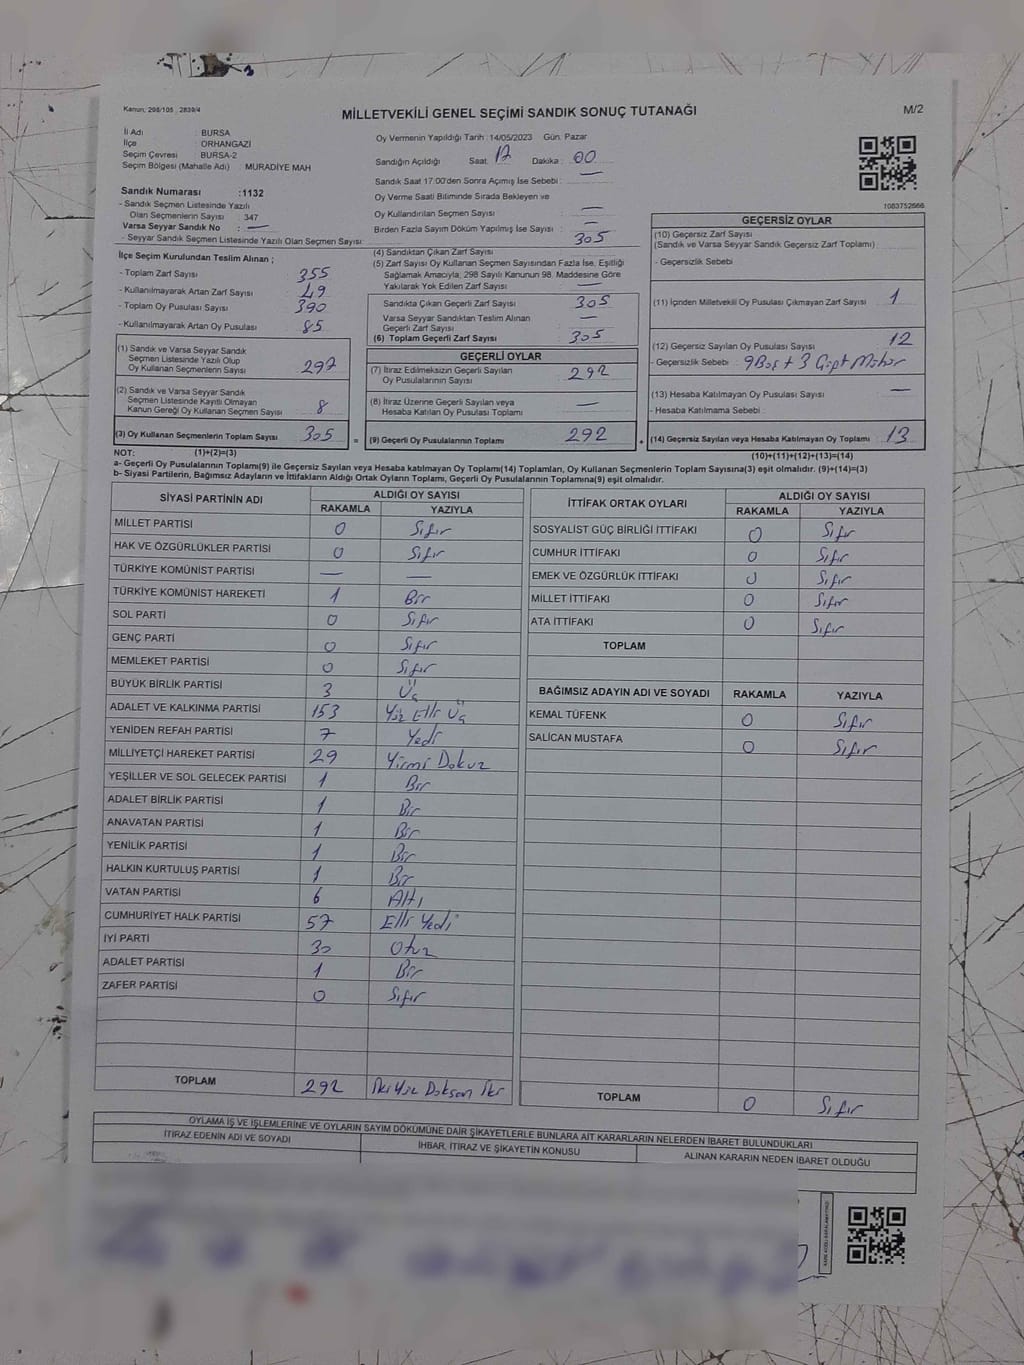 Kanun; 298/105 , 2839/4
MİLLETVEKİLİ GENEL SEÇİMİ SANDIK SONUÇ TUTANAĞI
M/2
İl Adı : BURSA
İlçe : ORHANGAZİ
Seçim Çevresi : BURSA-2
Seçim Bölgesi (Mahalle Adı) : MURADİYE MAH
Sandık Numarası :1132
- Sandık Seçmen Listesinde Yazılı
Olan Seçmenlerin Sayısı : 347
Varsa Seyyar Sandık No : —
- Seyyar Sandık Seçmen Listesinde Yazılı Olan Seçmen Sayısı:
Oy Vermenin Yapıldığı Tarih :14/05/2023 Gün: Pazar
Sandığın Açıldığı Saat: 17 Dakika : 00
Sandık Saat 17:00'den Sonra Açımış İse Sebebi : —
Oy Verme Saati Bitiminde Sırada Bekleyen ve
Oy Kullandırılan Seçmen Sayısı : —
Birden Fazla Sayım Döküm Yapılmış İse Sayısı : —
1083752666
İlçe Seçim Kurulundan Teslim Alınan ;
- Toplam Zarf Sayısı 355
- Kullanılmayarak Artan Zarf Sayısı 49
- Toplam Oy Pusulası Sayısı 390
- Kullanılmayarak Artan Oy Pusulası 85
(1) Sandık ve Varsa Seyyar Sandık
Seçmen Listesinde Yazılı Olup
Oy Kullanan Seçmenlerin Sayısı 297
(2) Sandık ve Varsa Seyyar Sandık
Seçmen Listesinde Kayıtlı Olmayan
Kanun Gereği Oy Kullanan Seçmen Sayısı 8
(3) Oy Kullanan Seçmenlerin Toplam Sayısı 305
(4) Sandıktan Çıkan Zarf Sayısı 305
(5) Zarf Sayısı Oy Kullanan Seçmen Sayısından Fazla İse, Eşitliği
Sağlamak Amacıyla; 298 Sayılı Kanunun 98. Maddesine Göre
Yakılarak Yok Edilen Zarf Sayısı : —
Sandıkta Çıkan Geçerli Zarf Sayısı 305
Varsa Seyyar Sandıktan Teslim Alınan
Geçerli Zarf Sayısı —
(6) Toplam Geçerli Zarf Sayısı 305
GEÇERLİ OYLAR
(7) İtiraz Edilmeksizin Geçerli Sayılan
Oy Pusulalarının Sayısı 292
(8) İtiraz Üzerine Geçerli Sayılan veya
Hesaba Katılan Oy Pusulası Toplamı —
= (9) Geçerli Oy Pusulalarının Toplamı 292
GEÇERSİZ OYLAR
(10) Geçersiz Zarf Sayısı
(Sandık ve Varsa Seyyar Sandık Geçersiz Zarf Toplamı)
- Geçersizlik Sebebi
(11) İçinden Milletvekili Oy Pusulası Çıkmayan Zarf Sayısı 1
(12) Geçersiz Sayılan Oy Pusulası Sayısı 12
- Geçersizlik Sebebi : 9 Boş + 3 Çift Mühür
(13) Hesaba Katılmayan Oy Pusulası Sayısı —
- Hesaba Katılmama Sebebi :
+ (14) Geçersiz Sayılan veya Hesaba Katılmayan Oy Toplamı 13
NOT: (1)+(2)=(3)
(10)+(11)+(12)+(13)=(14)
a- Geçerli Oy Pusulalarının Toplamı(9) ile Geçersiz Sayılan veya Hesaba katılmayan Oy Toplamı(14) Toplamları, Oy Kullanan Seçmenlerin Toplam Sayısına(3) eşit olmalıdır. (9)+(14)=(3)
b- Siyasi Partilerin, Bağımsız Adayların ve İttifakların Aldığı Ortak Oyların Toplamı, Geçerli Oy Pusulalarının Toplamına(9) eşit olmalıdır.
SİYASİ PARTİNİN ADI
ALDIĞI OY SAYISI
RAKAMLA YAZIYLA
MİLLET PARTİSİ 0 Sıfır
HAK VE ÖZGÜRLÜKLER PARTİSİ 0 Sıfır
TÜRKİYE KOMÜNİST PARTİSİ — —
TÜRKİYE KOMÜNİST HAREKETİ 1 Bir
SOL PARTİ 0 Sıfır
GENÇ PARTİ 0 Sıfır
MEMLEKET PARTİSİ 0 Sıfır
BÜYÜK BİRLİK PARTİSİ 3 Üç
ADALET VE KALKINMA PARTİSİ 153 Yüz Elli Üç
YENİDEN REFAH PARTİSİ 7 Yedi
MİLLİYETÇİ HAREKET PARTİSİ 29 Yirmi Dokuz
YEŞİLLER VE SOL GELECEK PARTİSİ 1 Bir
ADALET BİRLİK PARTİSİ 1 Bir
ANAVATAN PARTİSİ 1 Bir
YENİLİK PARTİSİ 1 Bir
HALKIN KURTULUŞ PARTİSİ 1 Bir
VATAN PARTİSİ 6 Altı
CUMHURİYET HALK PARTİSİ 57 Elli Yedi
İYİ PARTİ 30 Otuz
ADALET PARTİSİ 1 Bir
ZAFER PARTİSİ 0 Sıfır
TOPLAM 292 İki Yüz Doksan İki
İTTİFAK ORTAK OYLARI
ALDIĞI OY SAYISI
RAKAMLA YAZIYLA
SOSYALİST GÜÇ BİRLİĞİ İTTİFAKI 0 Sıfır
CUMHUR İTTİFAKI 0 Sıfır
EMEK VE ÖZGÜRLÜK İTTİFAKI 0 Sıfır
MİLLET İTTİFAKI 0 Sıfır
ATA İTTİFAKI 0 Sıfır
TOPLAM
BAĞIMSIZ ADAYIN ADI VE SOYADI RAKAMLA YAZIYLA
KEMAL TÜFENK 0 Sıfır
SALİCAN MUSTAFA 0 Sıfır
TOPLAM 0 Sıfır
OYLAMA İŞ VE İŞLEMLERİNE VE OYLARIN SAYIM DÖKÜMÜNE DAİR ŞİKAYETLERLE BUNLARA AİT KARARLARIN NELERDEN İBARET BULUNDUKLARI
İTİRAZ EDENİN ADI VE SOYADI
İHBAR, İTİRAZ VE ŞİKAYETİN KONUSU
ALINAN KARARIN NEDEN İBARET OLDUĞU